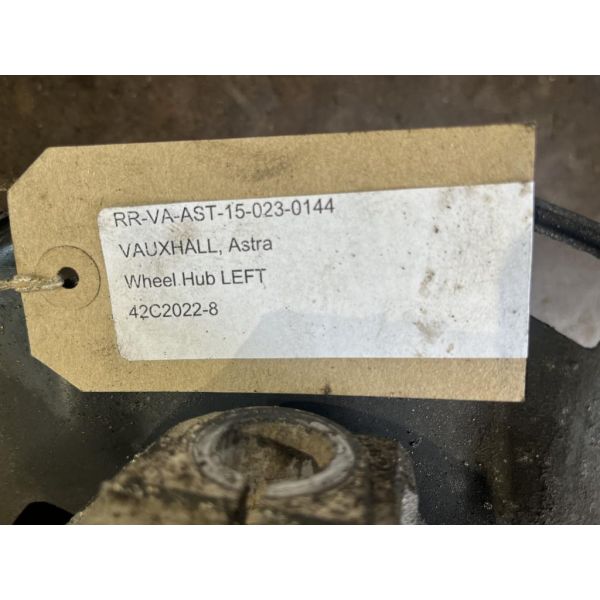 RR-VA-AST-15-023-0144
VAUXHALL, Astra
Wheel Hub LEFT
42C2022-8